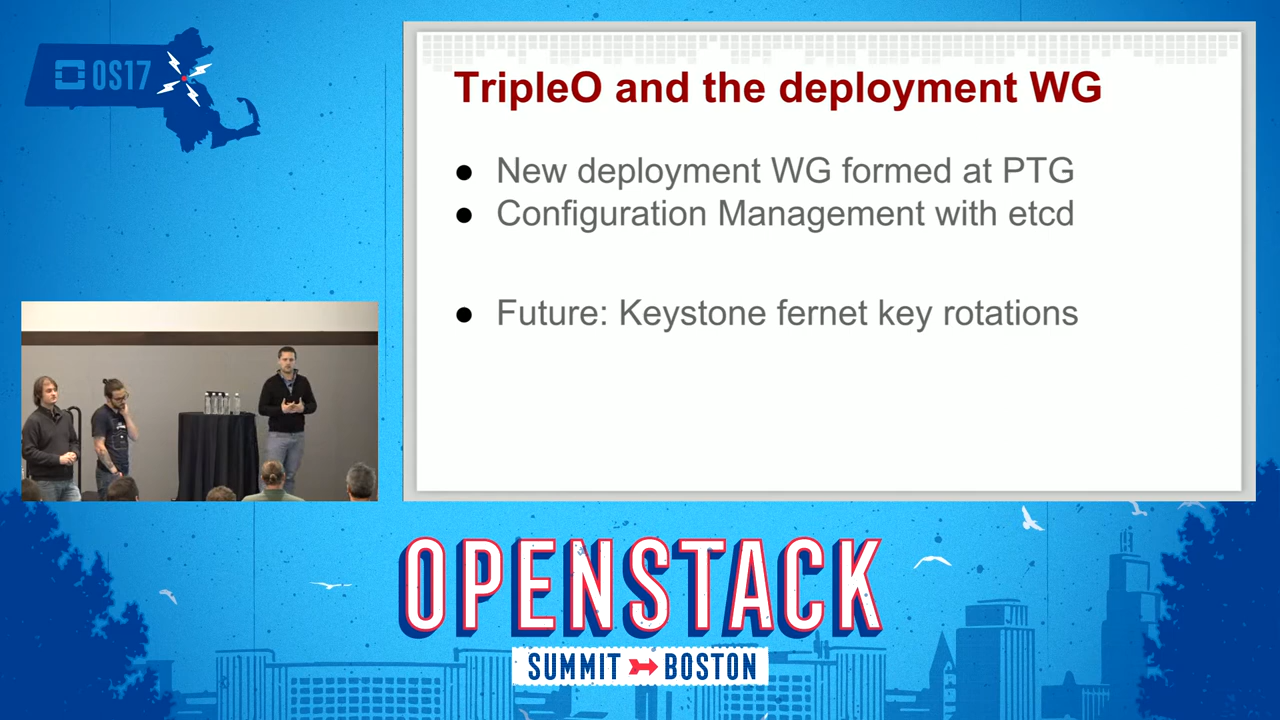 OS17
TripleO and the deployment WG
● New deployment WG formed at PTG
● Configuration Management with etcd
● Future: Keystone fernet key rotations
OPENSTACK
SUMMIT BOSTON